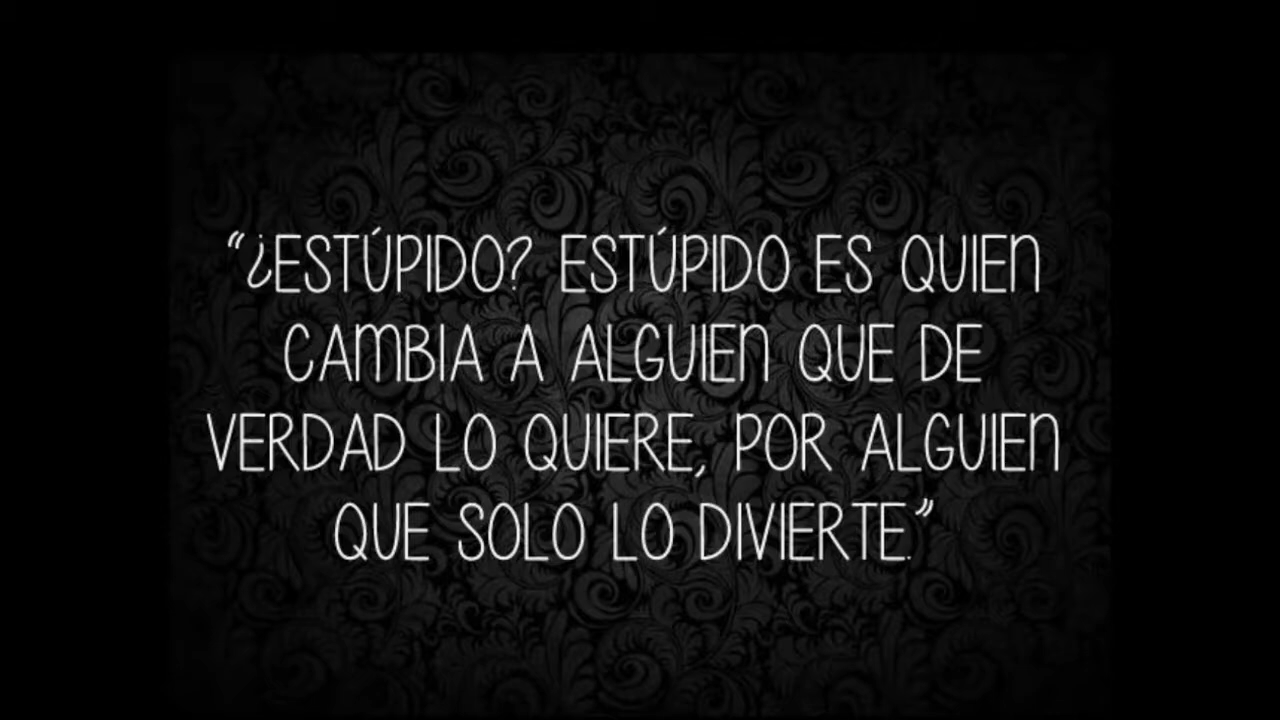 “¿ESTÚPIDO? ESTÚPIDO ES QUIEN
CAMBIA A ALGUIEN QUE DE
VERDAD LO QUIERE, POR ALGUIEN
QUE SOLO LO DIVIERTE.”